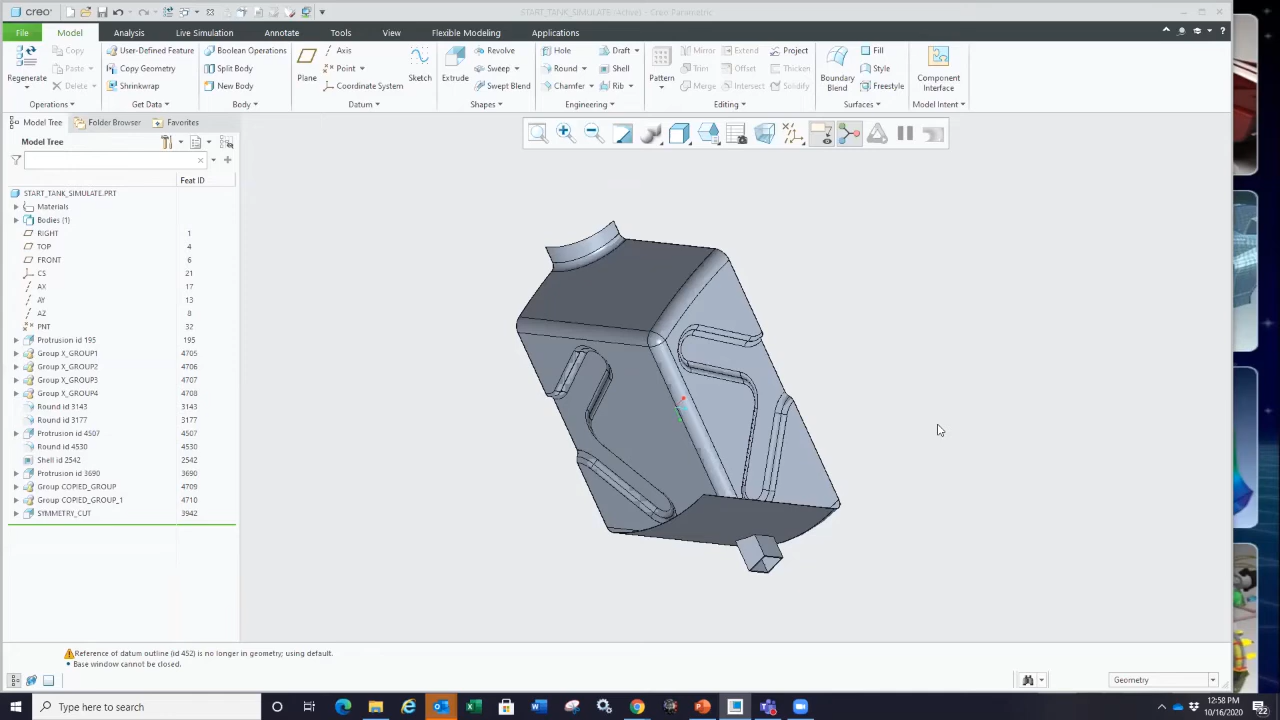 creo
START_TANK_SIMULATE (Active) - Creo Parametric
File Model Analysis Live Simulation Annotate Tools View Flexible Modeling Applications
Regenerate
Copy
Paste
Delete
Operations
User-Defined Feature
Copy Geometry
Shrinkwrap
Get Data
Boolean Operations
Split Body
New Body
Body
Plane
Axis
Point
Coordinate System
Sketch
Datum
Extrude
Revolve
Sweep
Swept Blend
Shapes
Hole
Round
Chamfer
Draft
Shell
Rib
Engineering
Pattern
Mirror
Trim
Merge
Extend
Offset
Intersect
Project
Thicken
Solidify
Editing
Boundary
Blend
Fill
Style
Freestyle
Surfaces
Component
Interface
Model Intent
Model Tree Folder Browser Favorites
Model Tree
Feat ID
START_TANK_SIMULATE.PRT
Materials
Bodies (1)
RIGHT 1
TOP 4
FRONT 6
CS 21
AX 17
AY 13
AZ 8
PNT 32
Protrusion id 195 195
Group X_GROUP1 4705
Group X_GROUP2 4706
Group X_GROUP3 4707
Group X_GROUP4 4708
Round id 3143 3143
Round id 3177 3177
Protrusion id 4507 4507
Round id 4530 4530
Shell id 2542 2542
Protrusion id 3690 3690
Group COPIED_GROUP 4709
Group COPIED_GROUP_1 4710
SYMMETRY_CUT 3942
Reference of datum outline (id 452) is no longer in geometry; using default.
• Base window cannot be closed.
Geometry
Type here to search
12:58 PM
10/16/2020
22